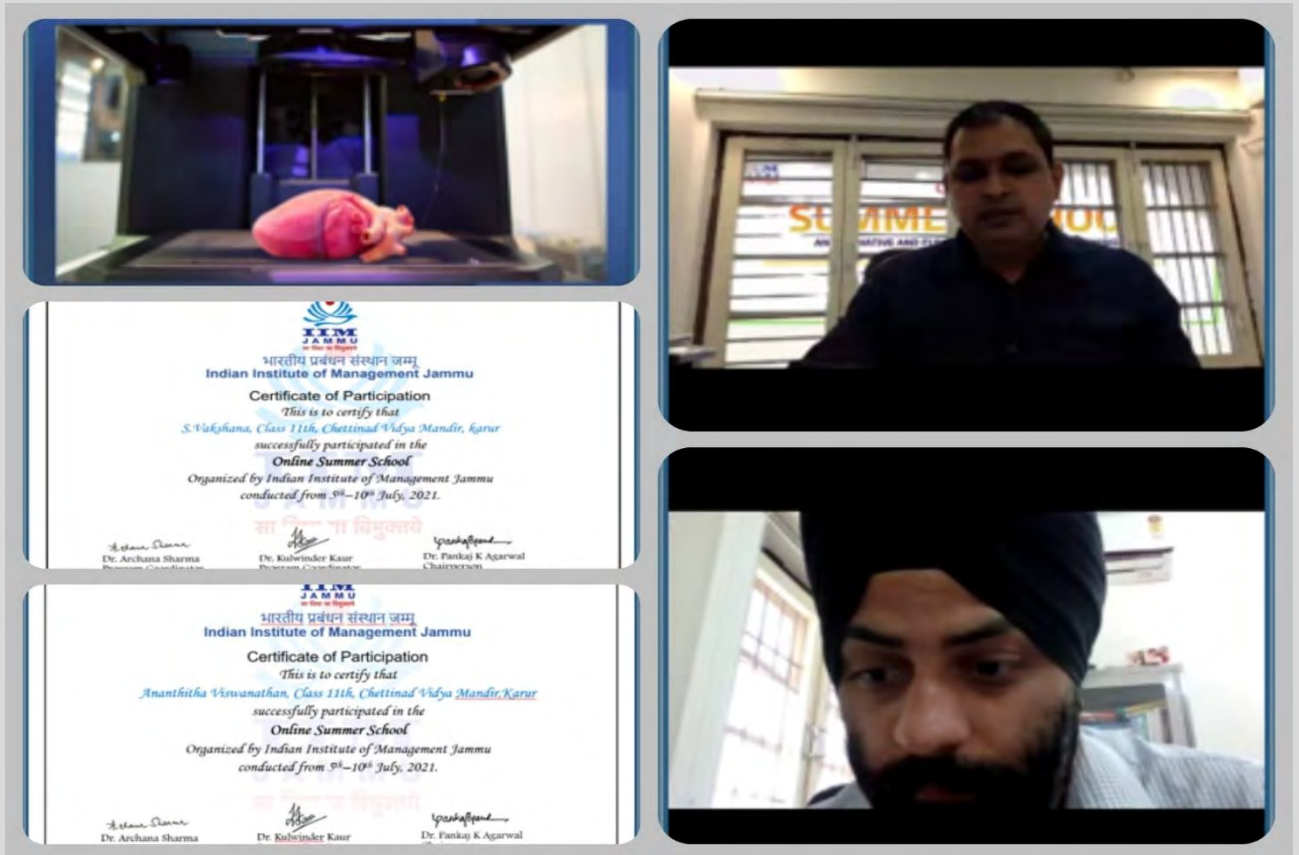 SUMME
IIM
JAMMU
भारतीय प्रबंधन संस्थान जम्मू
Indian Institute of Management Jammu
Certificate of Participation
This is to certify that
S.Vakshana, Class 11th, Chettinad Vidya Mandir, karur
successfully participated in the
Online Summer School
Organized by Indian Institute of Management Jammu
conducted from 5th–10th July, 2021.
Dr. Archana Sharma
Dr. Kulwinder Kaur
Dr. Pankaj K Agarwal
Program Coordinator
Program Coordinator
Chairperson
IIM
JAMMU
भारतीय प्रबंधन संस्थान जम्मू
Indian Institute of Management Jammu
Certificate of Participation
This is to certify that
Ananthitha Viswanathan, Class 11th, Chettinad Vidya Mandir,Karur
successfully participated in the
Online Summer School
Organized by Indian Institute of Management Jammu
conducted from 5th–10th July, 2021.
Dr. Archana Sharma
Dr. Kulwinder Kaur
Dr. Pankaj K Agarwal